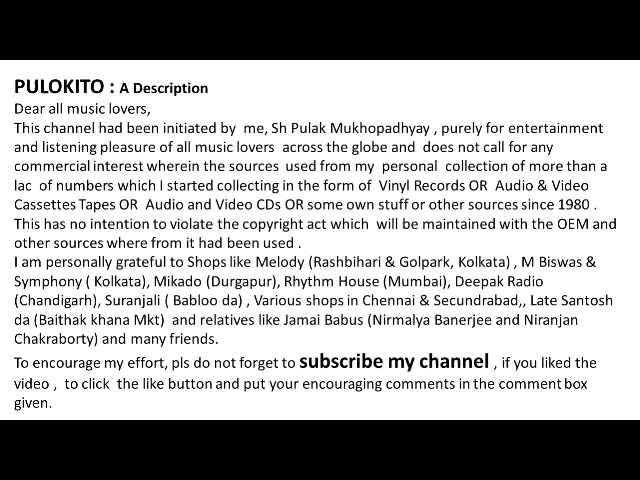 PULOKITO : A Description
Dear all music lovers,
This channel had been initiated by me, Sh Pulak Mukhopadhyay , purely for entertainment
and listening pleasure of all music lovers across the globe and does not call for any
commercial interest wherein the sources used from my personal collection of more than a
lac of numbers which I started collecting in the form of Vinyl Records OR Audio & Video
Cassettes Tapes OR Audio and Video CDs OR some own stuff or other sources since 1980 .
This has no intention to violate the copyright act which will be maintained with the OEM and
other sources where from it had been used .
I am personally grateful to Shops like Melody (Rashbihari & Golpark, Kolkata) , M Biswas &
Symphony ( Kolkata), Mikado (Durgapur), Rhythm House (Mumbai), Deepak Radio
(Chandigarh), Suranjali ( Babloo da) , Various shops in Chennai & Secundrabad,, Late Santosh
da (Baithak khana Mkt) and relatives like Jamai Babus (Nirmalya Banerjee and Niranjan
Chakraborty) and many friends.
To encourage my effort, pls do not forget to subscribe my channel , if you liked the
video , to click the like button and put your encouraging comments in the comment box
given.